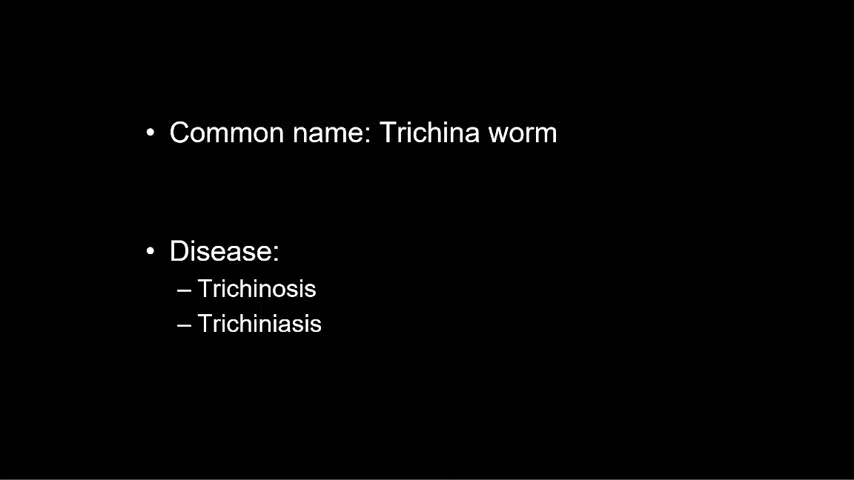 • Common name: Trichina worm
• Disease:
– Trichinosis
– Trichiniasis